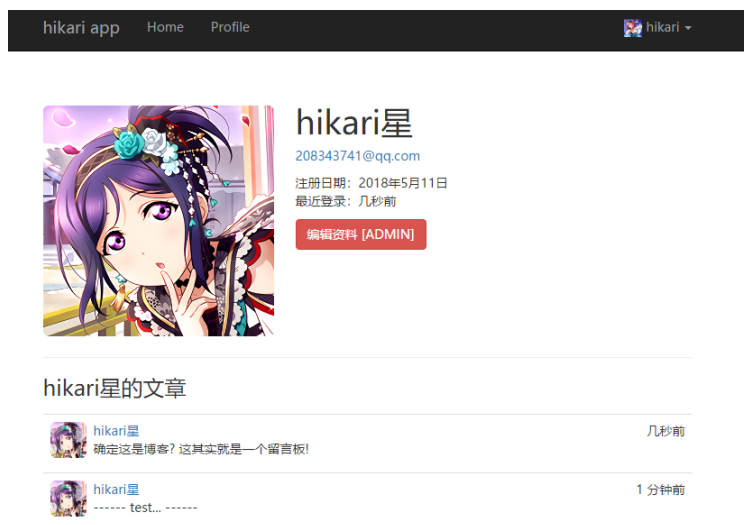 hikari app Home Profile hikari
hikari星
208343741@qq.com
注册日期：2018年5月11日
最近登录：几秒前
编辑资料 [ADMIN]
hikari星的文章
hikari星 几秒前
确定这是博客? 这其实就是一个留言板!
hikari星 1 分钟前
------ test... ------